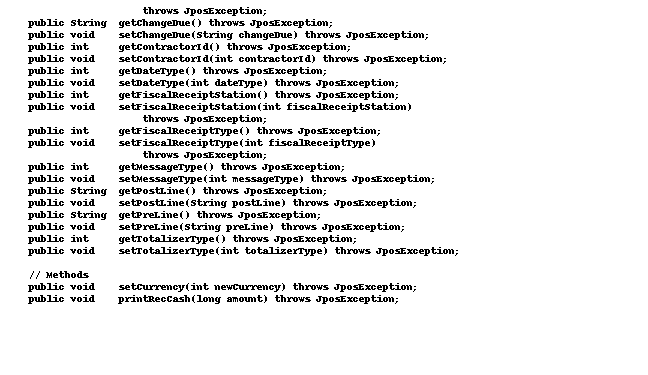 throws JposException;
public String getChangeDue() throws JposException;
public void setChangeDue(String changeDue) throws JposException;
public int getContractorId() throws JposException;
public void setContractorId(int contractorId) throws JposException;
public int getDateType() throws JposException;
public void setDateType(int dateType) throws JposException;
public int getFiscalReceiptStation() throws JposException;
public void setFiscalReceiptStation(int fiscalReceiptStation)
throws JposException;
public int getFiscalReceiptType() throws JposException;
public void setFiscalReceiptType(int fiscalReceiptType)
throws JposException;
public int getMessageType() throws JposException;
public void setMessageType(int messageType) throws JposException;
public String getPostLine() throws JposException;
public void setPostLine(String postLine) throws JposException;
public String getPreLine() throws JposException;
public void setPreLine(String preLine) throws JposException;
public int getTotalizerType() throws JposException;
public void setTotalizerType(int totalizerType) throws JposException;
// Methods
public void setCurrency(int newCurrency) throws JposException;
public void printRecCash(long amount) throws JposException;